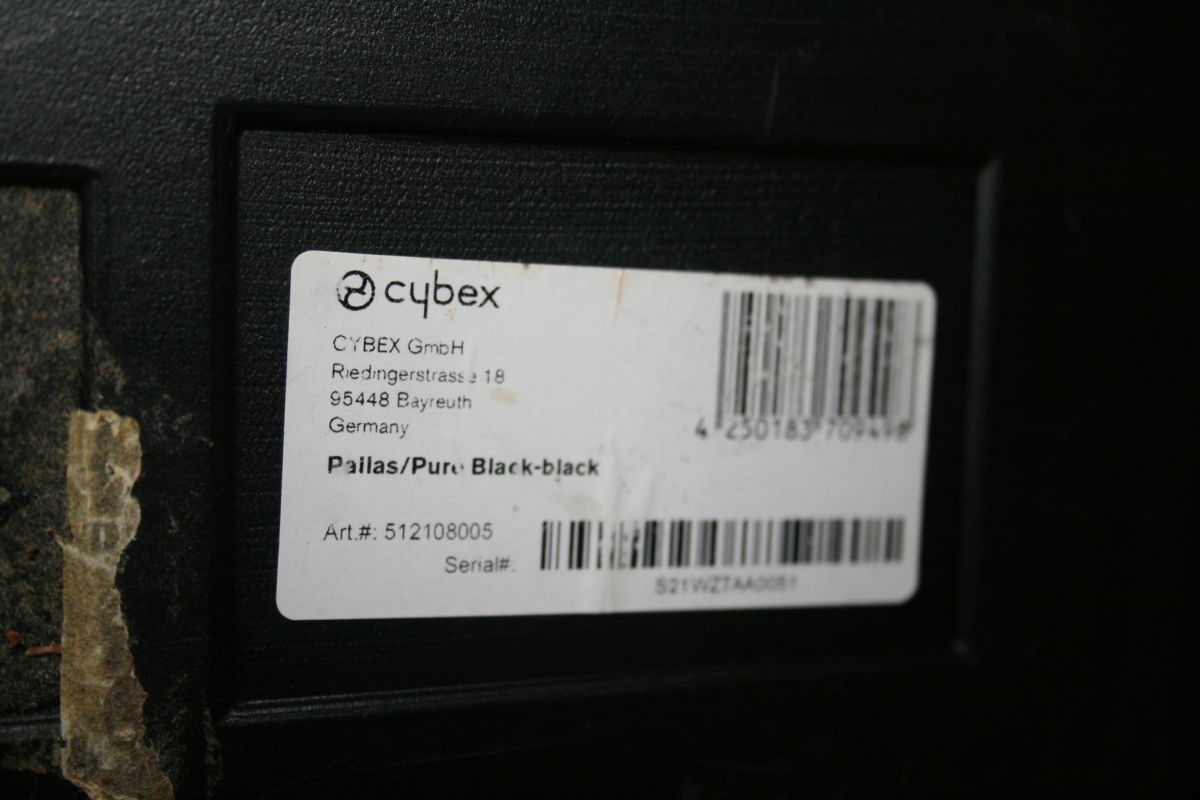 cybex
CYBEX GmbH
Riedingerstrasse 18
95448 Bayreuth
Germany
4 250183 709498
Pallas/Pure Black-black
Art.#: 512108005
Serial#:
S21WZTAA0051